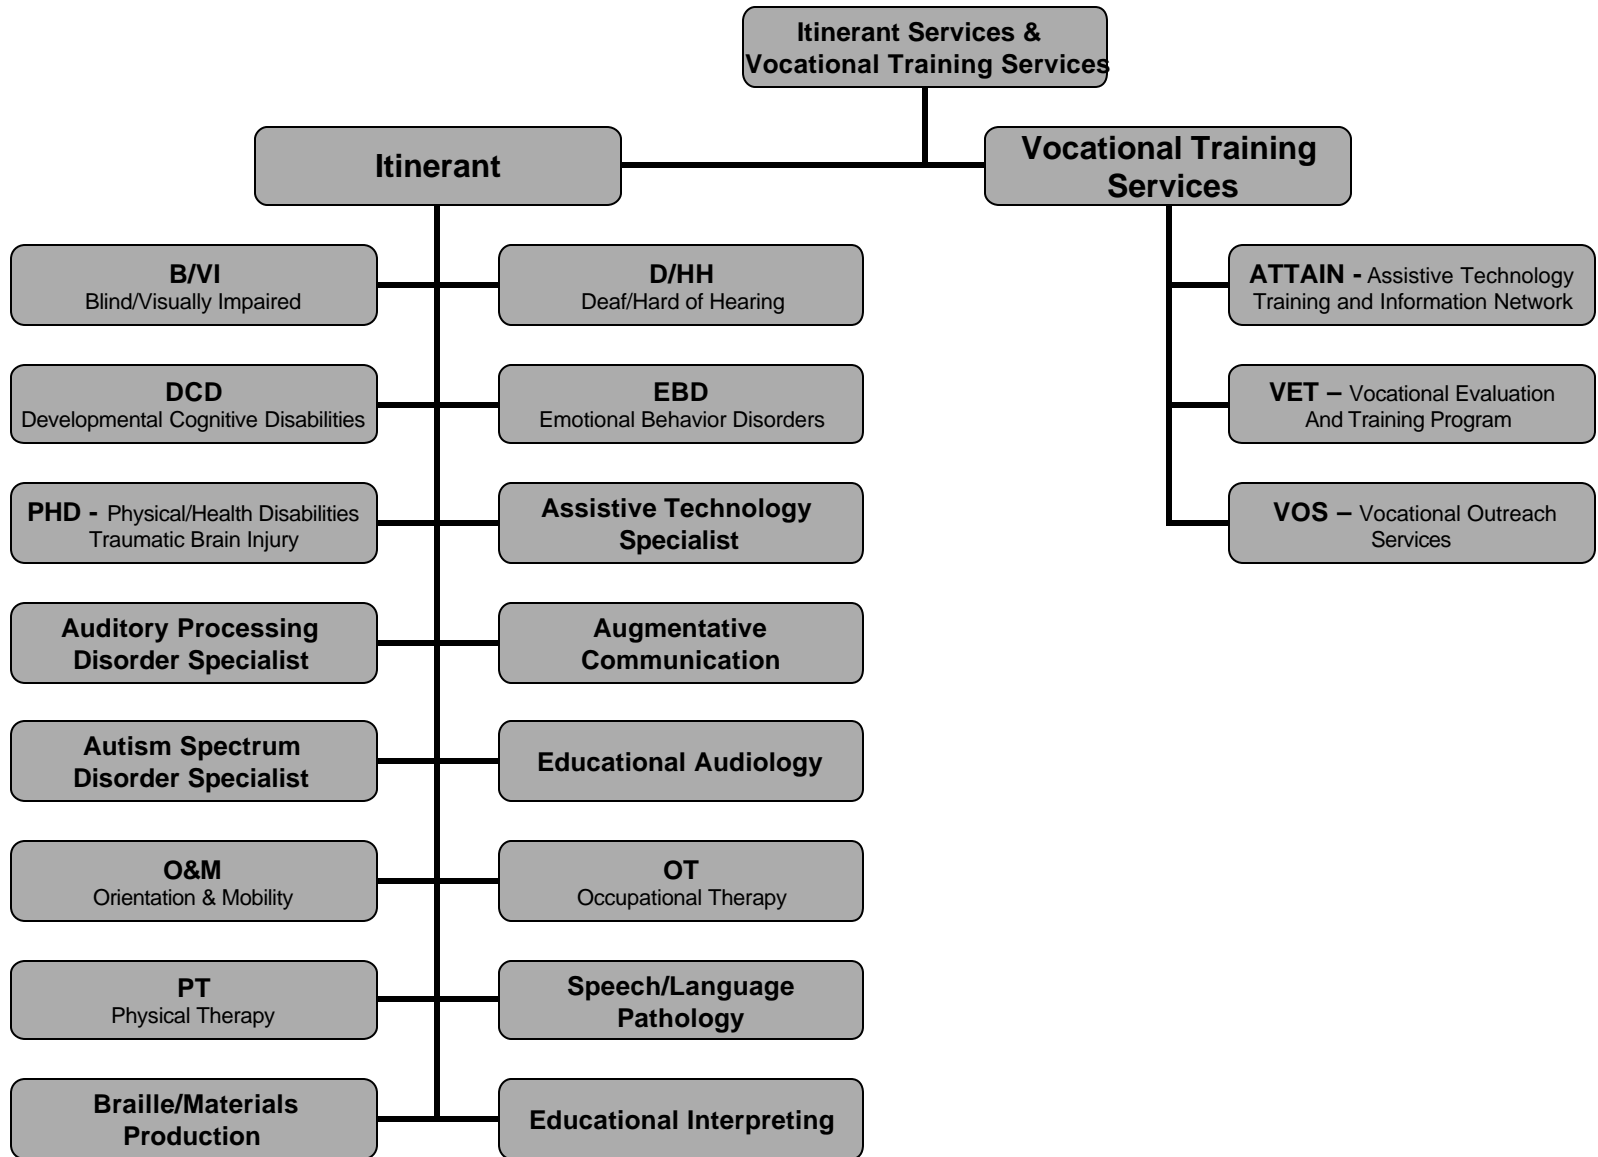 Itinerant Services &
Vocational Training Services
Itinerant
Vocational Training
Services
B/VI
Blind/Visually Impaired
D/HH
Deaf/Hard of Hearing
ATTAIN - Assistive Technology
Training and Information Network
DCD
Developmental Cognitive Disabilities
EBD
Emotional Behavior Disorders
VET – Vocational Evaluation
And Training Program
PHD - Physical/Health Disabilities
Traumatic Brain Injury
Assistive Technology
Specialist
VOS – Vocational Outreach
Services
Auditory Processing
Disorder Specialist
Augmentative
Communication
Autism Spectrum
Disorder Specialist
Educational Audiology
O&M
Orientation & Mobility
OT
Occupational Therapy
PT
Physical Therapy
Speech/Language
Pathology
Braille/Materials
Production
Educational Interpreting